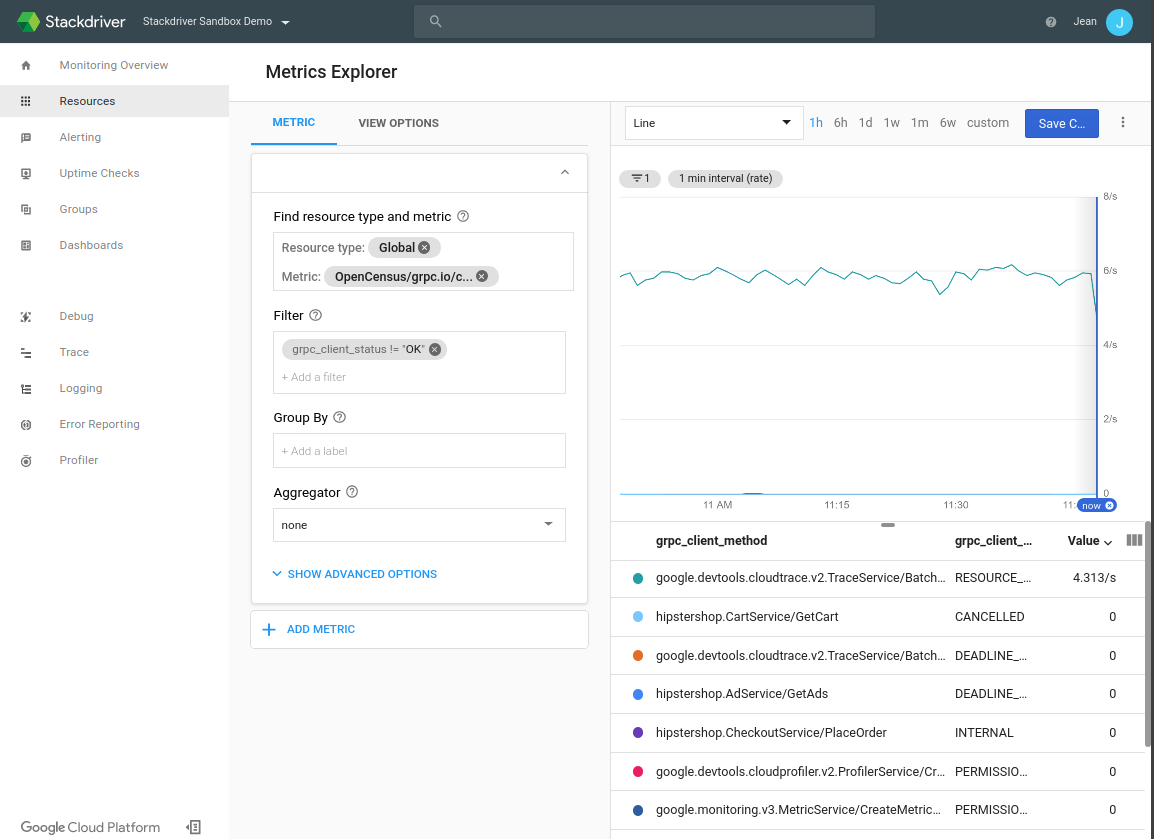 Stackdriver
Stackdriver Sandbox Demo
Jean
J
Monitoring Overview
Resources
Alerting
Uptime Checks
Groups
Dashboards
Debug
Trace
Logging
Error Reporting
Profiler
Google Cloud Platform
Metrics Explorer
METRIC VIEW OPTIONS
Find resource type and metric
Resource type: Global
Metric: OpenCensus/grpc.io/c...
Filter
grpc_client_status != "OK"
+ Add a filter
Group By
+ Add a label
Aggregator
none
SHOW ADVANCED OPTIONS
ADD METRIC
Line 1h 6h 1d 1w 1m 6w custom Save C...
1 1 min interval (rate)
8/s
6/s
4/s
2/s
0
11 AM 11:15 11:30 11: now
grpc_client_method grpc_client_... Value
google.devtools.cloudtrace.v2.TraceService/Batch... RESOURCE_... 4.313/s
hipstershop.CartService/GetCart CANCELLED 0
google.devtools.cloudtrace.v2.TraceService/Batch... DEADLINE_... 0
hipstershop.AdService/GetAds DEADLINE_... 0
hipstershop.CheckoutService/PlaceOrder INTERNAL 0
google.devtools.cloudprofiler.v2.ProfilerService/Cr... PERMISSIO... 0
google.monitoring.v3.MetricService/CreateMetric... PERMISSIO... 0